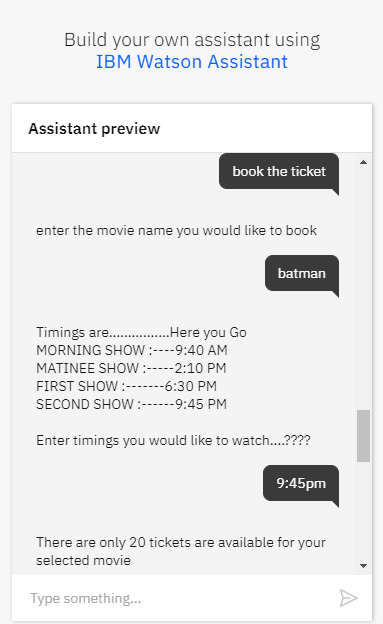 Build your own assistant using
IBM Watson Assistant
Assistant preview
book the ticket
enter the movie name you would like to book
batman
Timings are................Here you Go
MORNING SHOW :----9:40 AM
MATINEE SHOW :-----2:10 PM
FIRST SHOW :-------6:30 PM
SECOND SHOW :------9:45 PM
Enter timings you would like to watch....????
9:45pm
There are only 20 tickets are available for your
selected movie
Type something...